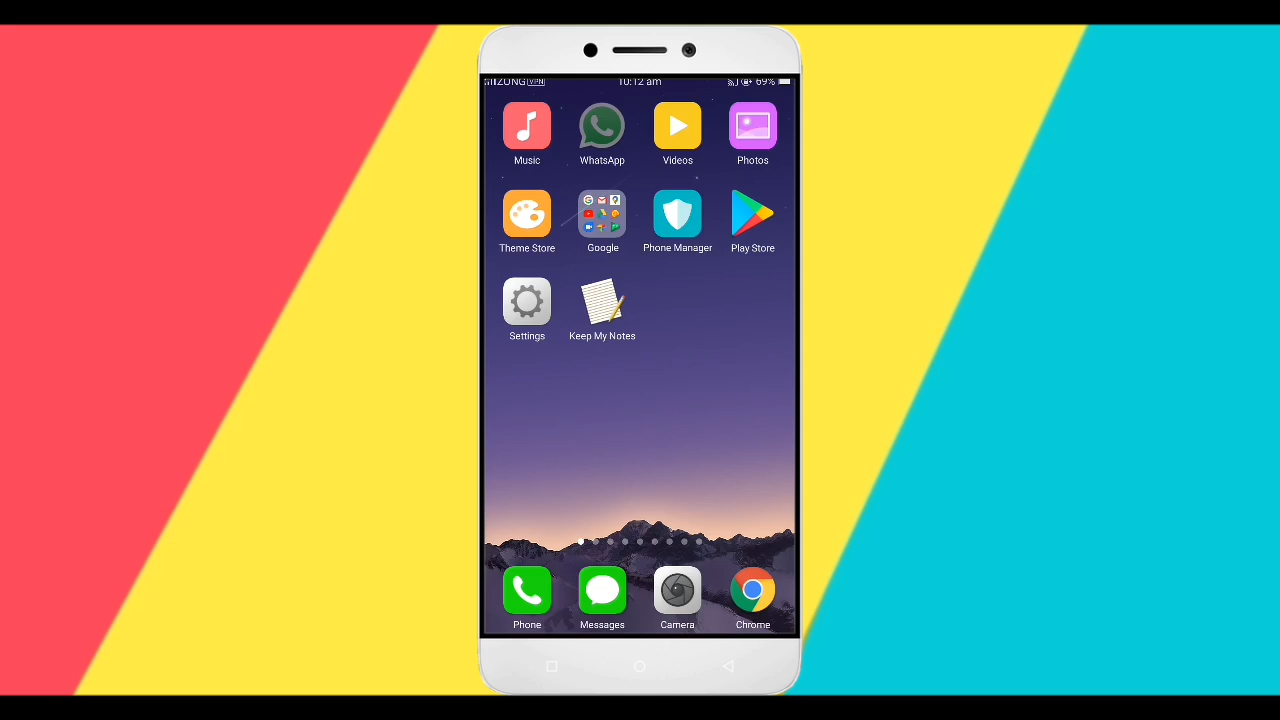 ZONG VPN 10:12 am 69%
Music WhatsApp Videos Photos
Theme Store Google Phone Manager Play Store
Settings Keep My Notes
Phone Messages Camera Chrome